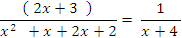 ( 2x + 3 ) / x² + x + 2x + 2 = 1 / x + 4